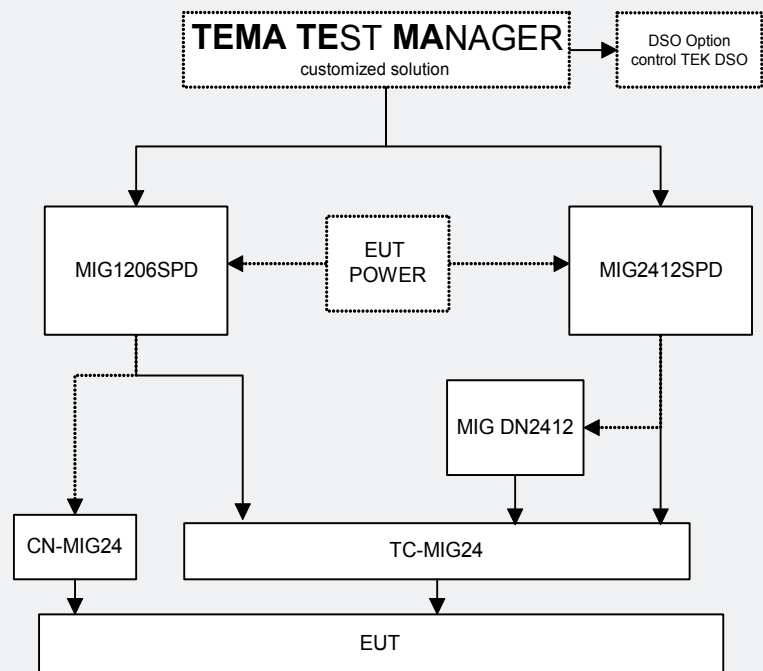 TEMA TEST MANAGER
customized solution
DSO Option
control TEK DSO
MIG1206SPD
EUT
POWER
MIG2412SPD
MIG DN2412
CN-MIG24
TC-MIG24
EUT